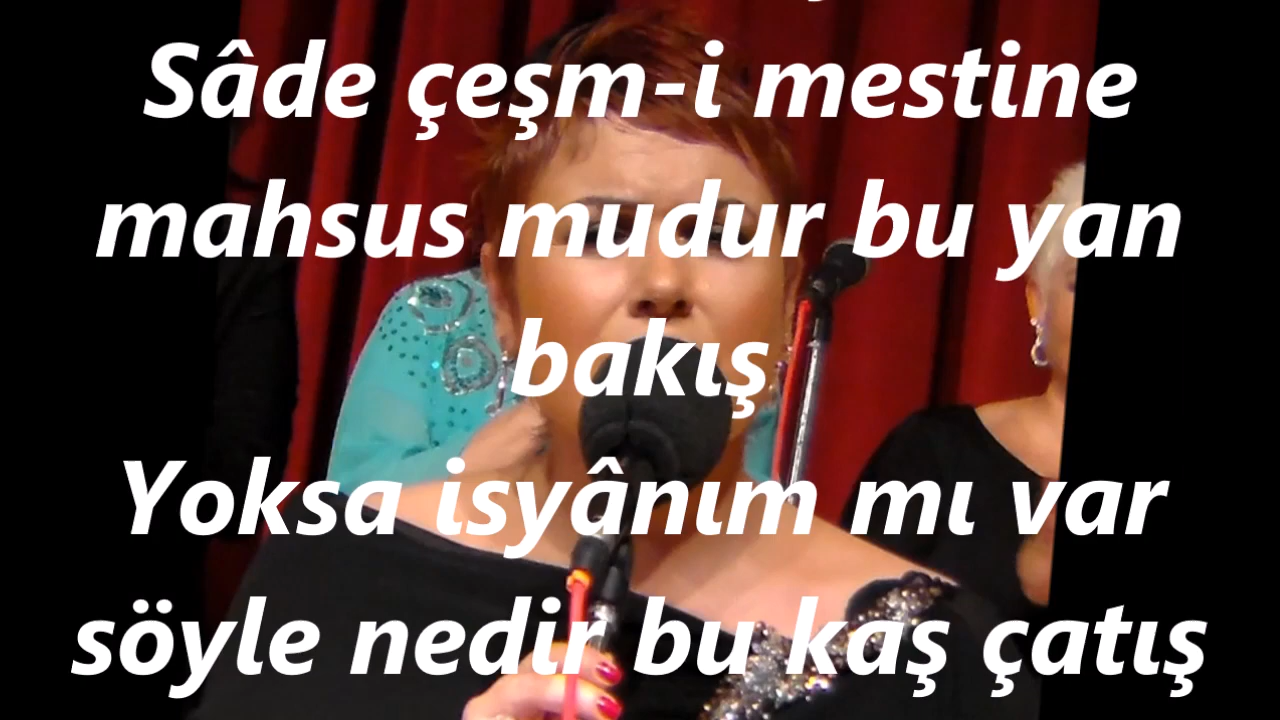 Sâde çeşm-i mestine
mahsus mudur bu yan
bakış
Yoksa isyânım mı var
söyle nedir bu kaş çatış